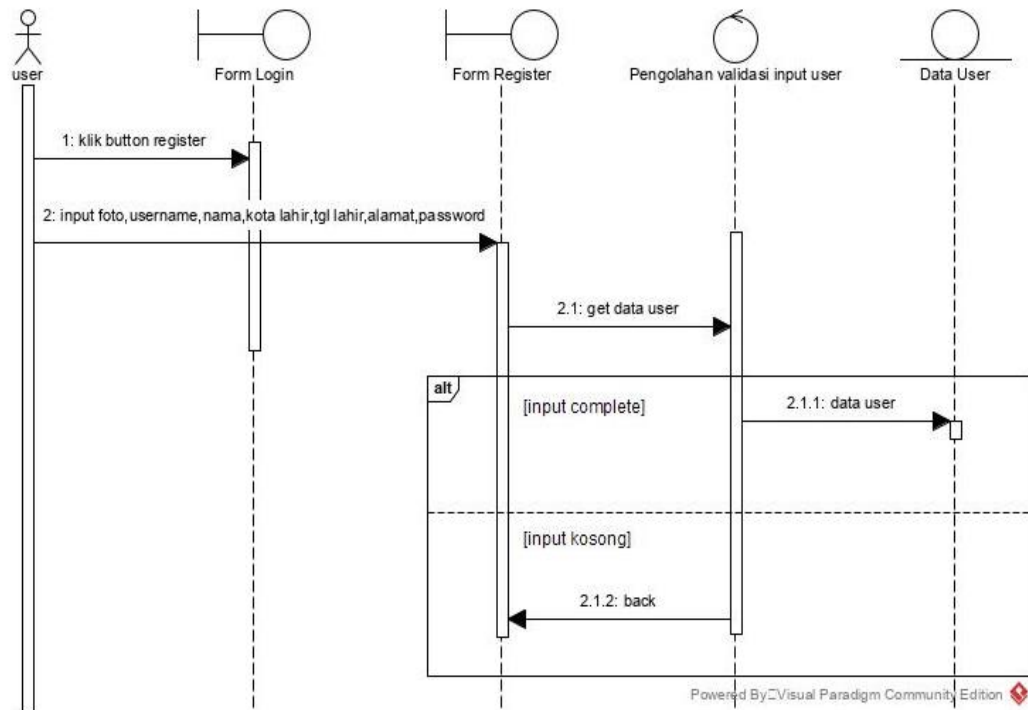 user
Form Login
Form Register
Pengolahan validasi input user
Data User
1: klik button register
2: input foto,username,nama,kota lahir,tgl lahir,alamat,password
2.1: get data user
alt
[input complete]
2.1.1: data user
[input kosong]
2.1.2: back
Powered By Visual Paradigm Community Edition